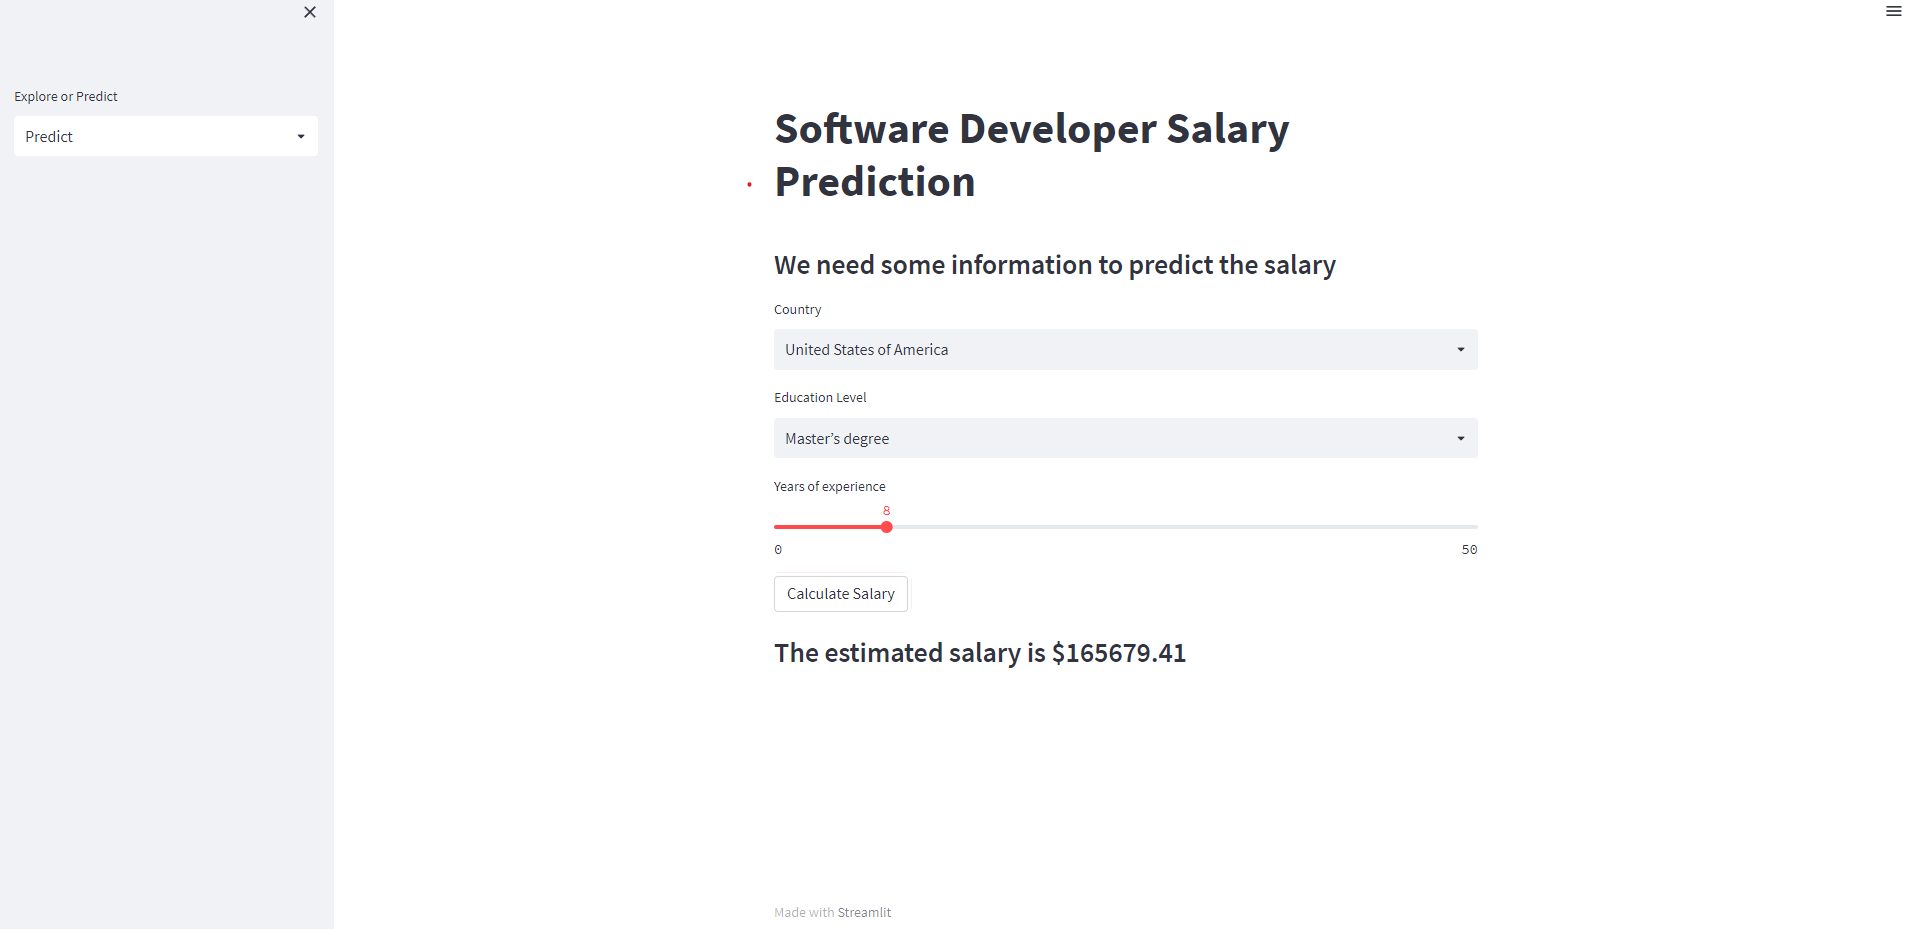 Explore or Predict
Predict
Software Developer Salary
Prediction
We need some information to predict the salary
Country
United States of America
Education Level
Master’s degree
Years of experience
8
0 50
Calculate Salary
The estimated salary is $165679.41
Made with Streamlit